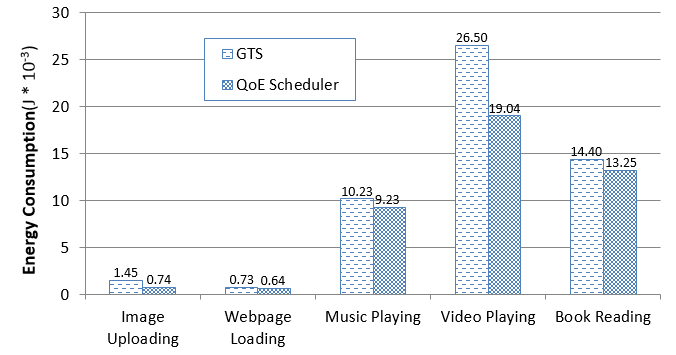 Energy Consumption(J * 10⁻³)
30
25
20
15
10
5
0
GTS
QoE Scheduler
1.45
0.74
0.73
0.64
10.23
9.23
26.50
19.04
14.40
13.25
Image
Uploading
Webpage
Loading
Music Playing
Video Playing
Book Reading